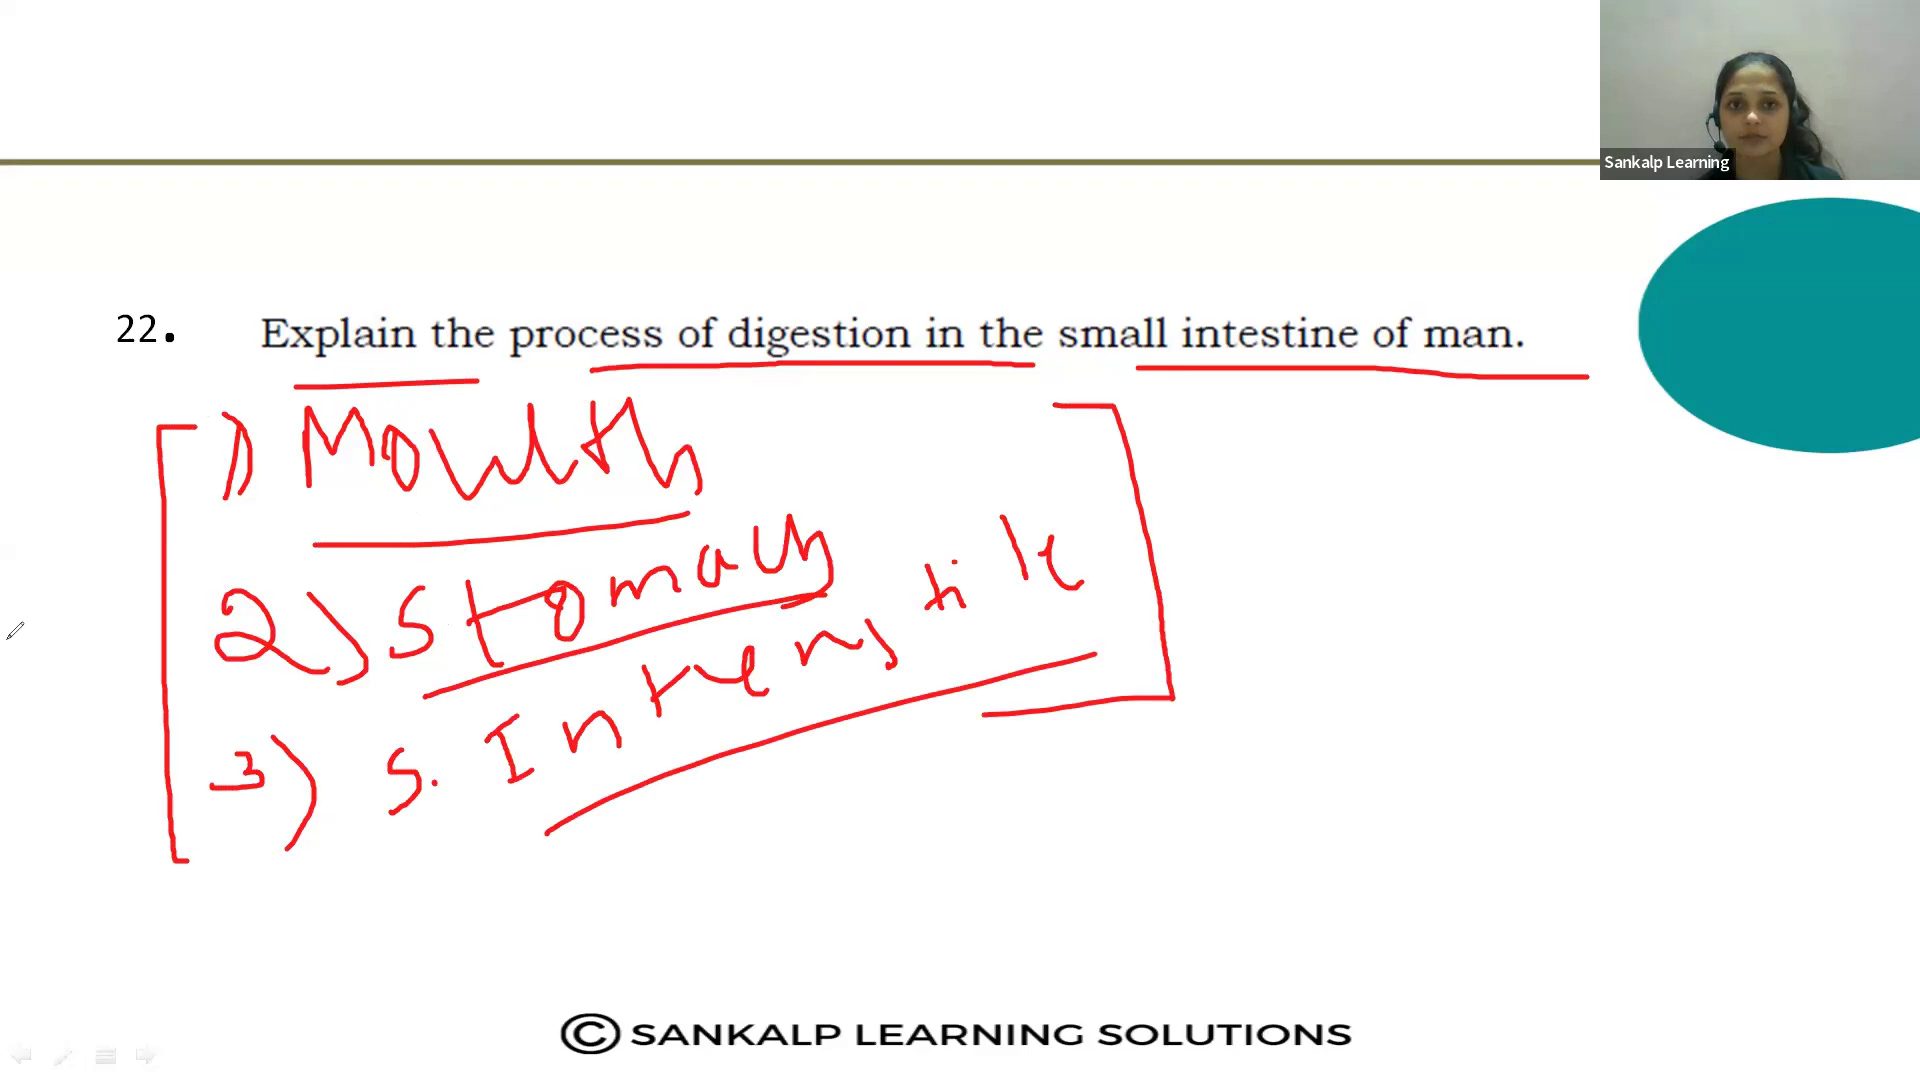 Sankalp Learning
22. Explain the process of digestion in the small intestine of man.
1) Mouth
2) Stomach
3) S. Intenstite
© SANKALP LEARNING SOLUTIONS